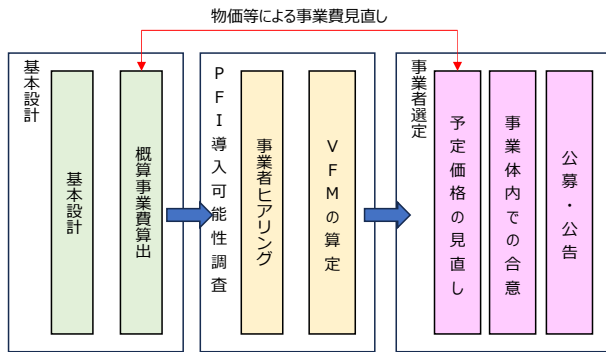 物価等による事業費見直し
基本設計
基本設計
概算事業費算出
PFI導入可能性調査
事業者ヒアリング
VFMの算定
事業者選定
予定価格の見直し
事業体内での合意
公募・公告